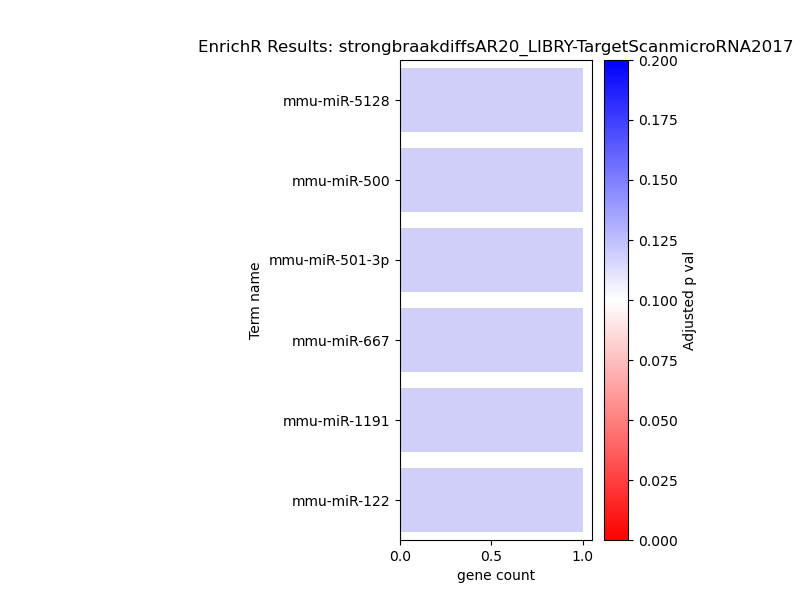 EnrichR Results: strongbraakdiffsAR20_LIBRY-TargetScanmicroRNA2017
mmu-miR-5128
mmu-miR-500
mmu-miR-501-3p
mmu-miR-667
mmu-miR-1191
mmu-miR-122
Term name
0.0
0.5
1.0
gene count
0.200
0.175
0.150
0.125
0.100
0.075
0.050
0.025
0.000
Adjusted p val